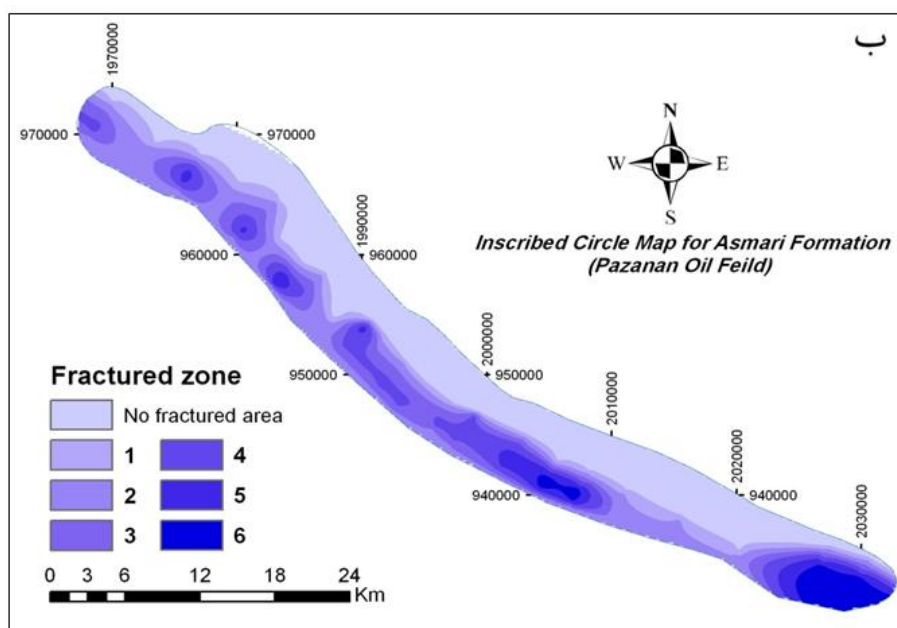 ب
1970000
970000
970000
N
W E
S
Inscribed Circle Map for Asmari Formation
(Pazanan Oil Feild)
1990000
960000
960000
2000000
950000
950000
2010000
2020000
940000
940000
2030000
Fractured zone
No fractured area
1 4
2 5
3 6
0 3 6 12 18 24
Km